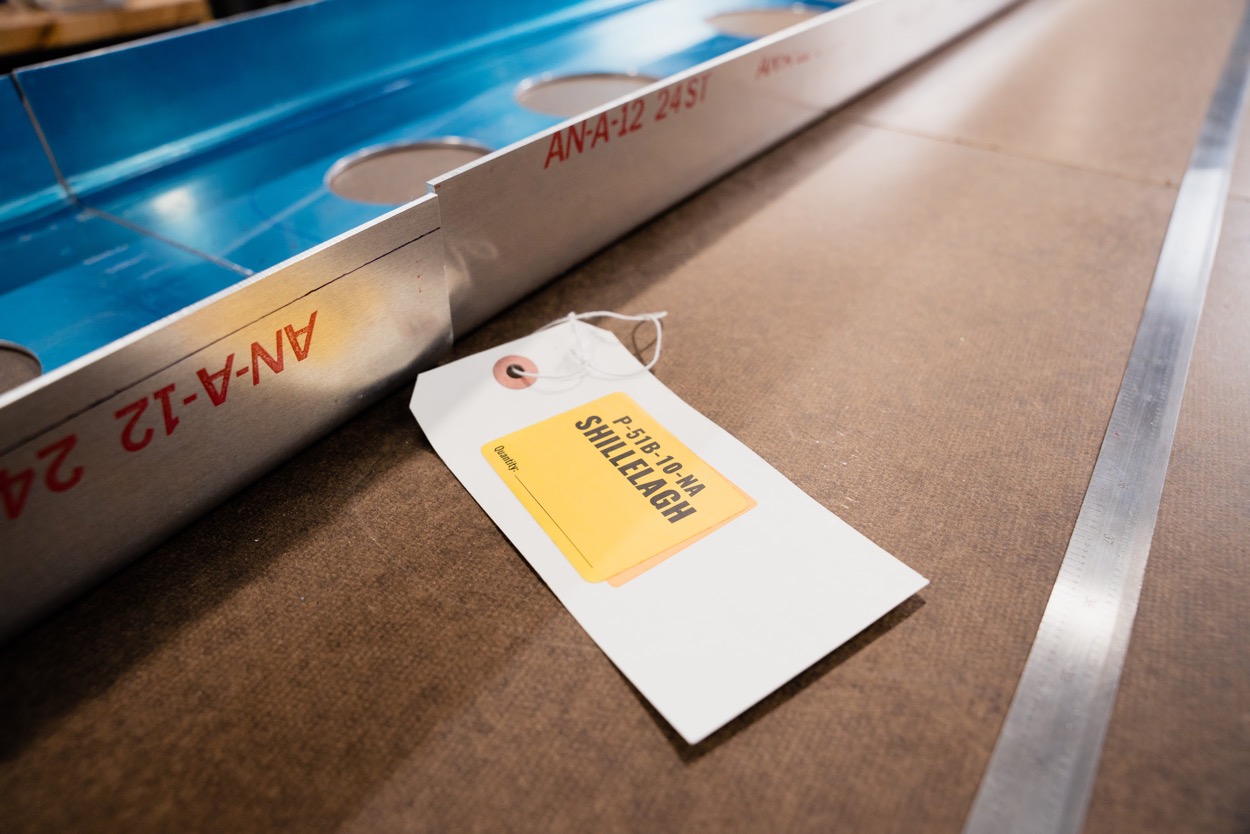 AN-A-12 24ST
AN-A-12 24
P-51B-10-NA
SHILLELAGH
Quantity: